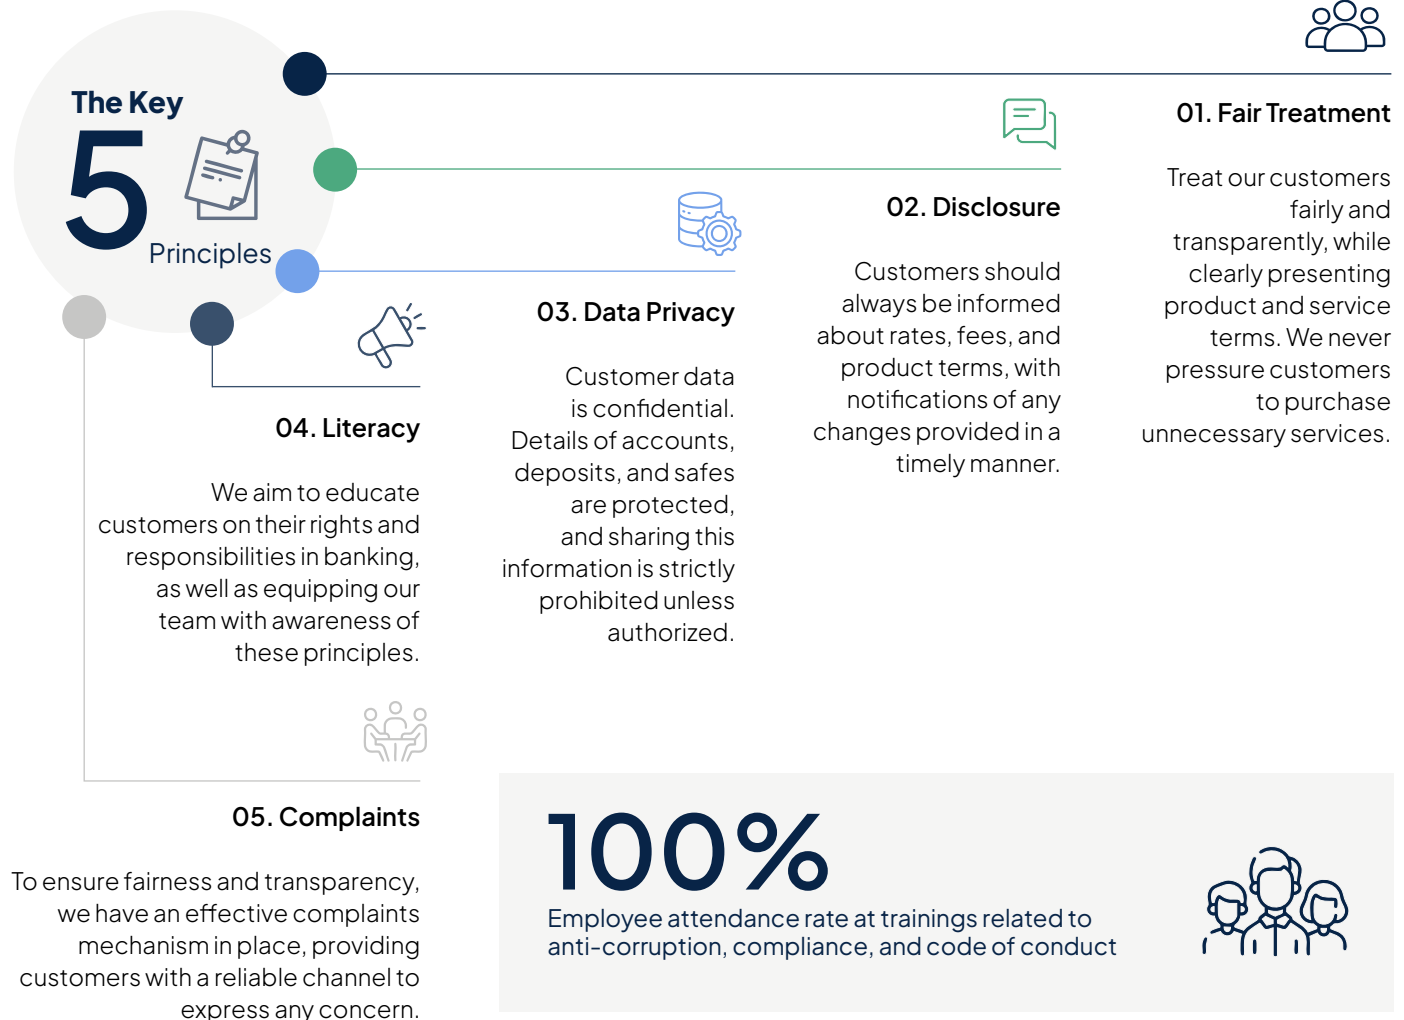 The Key
5
Principles
01. Fair Treatment
Treat our customers
fairly and
transparently, while
clearly presenting
product and service
terms. We never
pressure customers
to purchase
unnecessary services.
02. Disclosure
Customers should
always be informed
about rates, fees, and
product terms, with
notifications of any
changes provided in a
timely manner.
03. Data Privacy
Customer data
is confidential.
Details of accounts,
deposits, and safes
are protected,
and sharing this
information is strictly
prohibited unless
authorized.
04. Literacy
We aim to educate
customers on their rights and
responsibilities in banking,
as well as equipping our
team with awareness of
these principles.
05. Complaints
To ensure fairness and transparency,
we have an effective complaints
mechanism in place, providing
customers with a reliable channel to
express any concern.
100%
Employee attendance rate at trainings related to
anti-corruption, compliance, and code of conduct